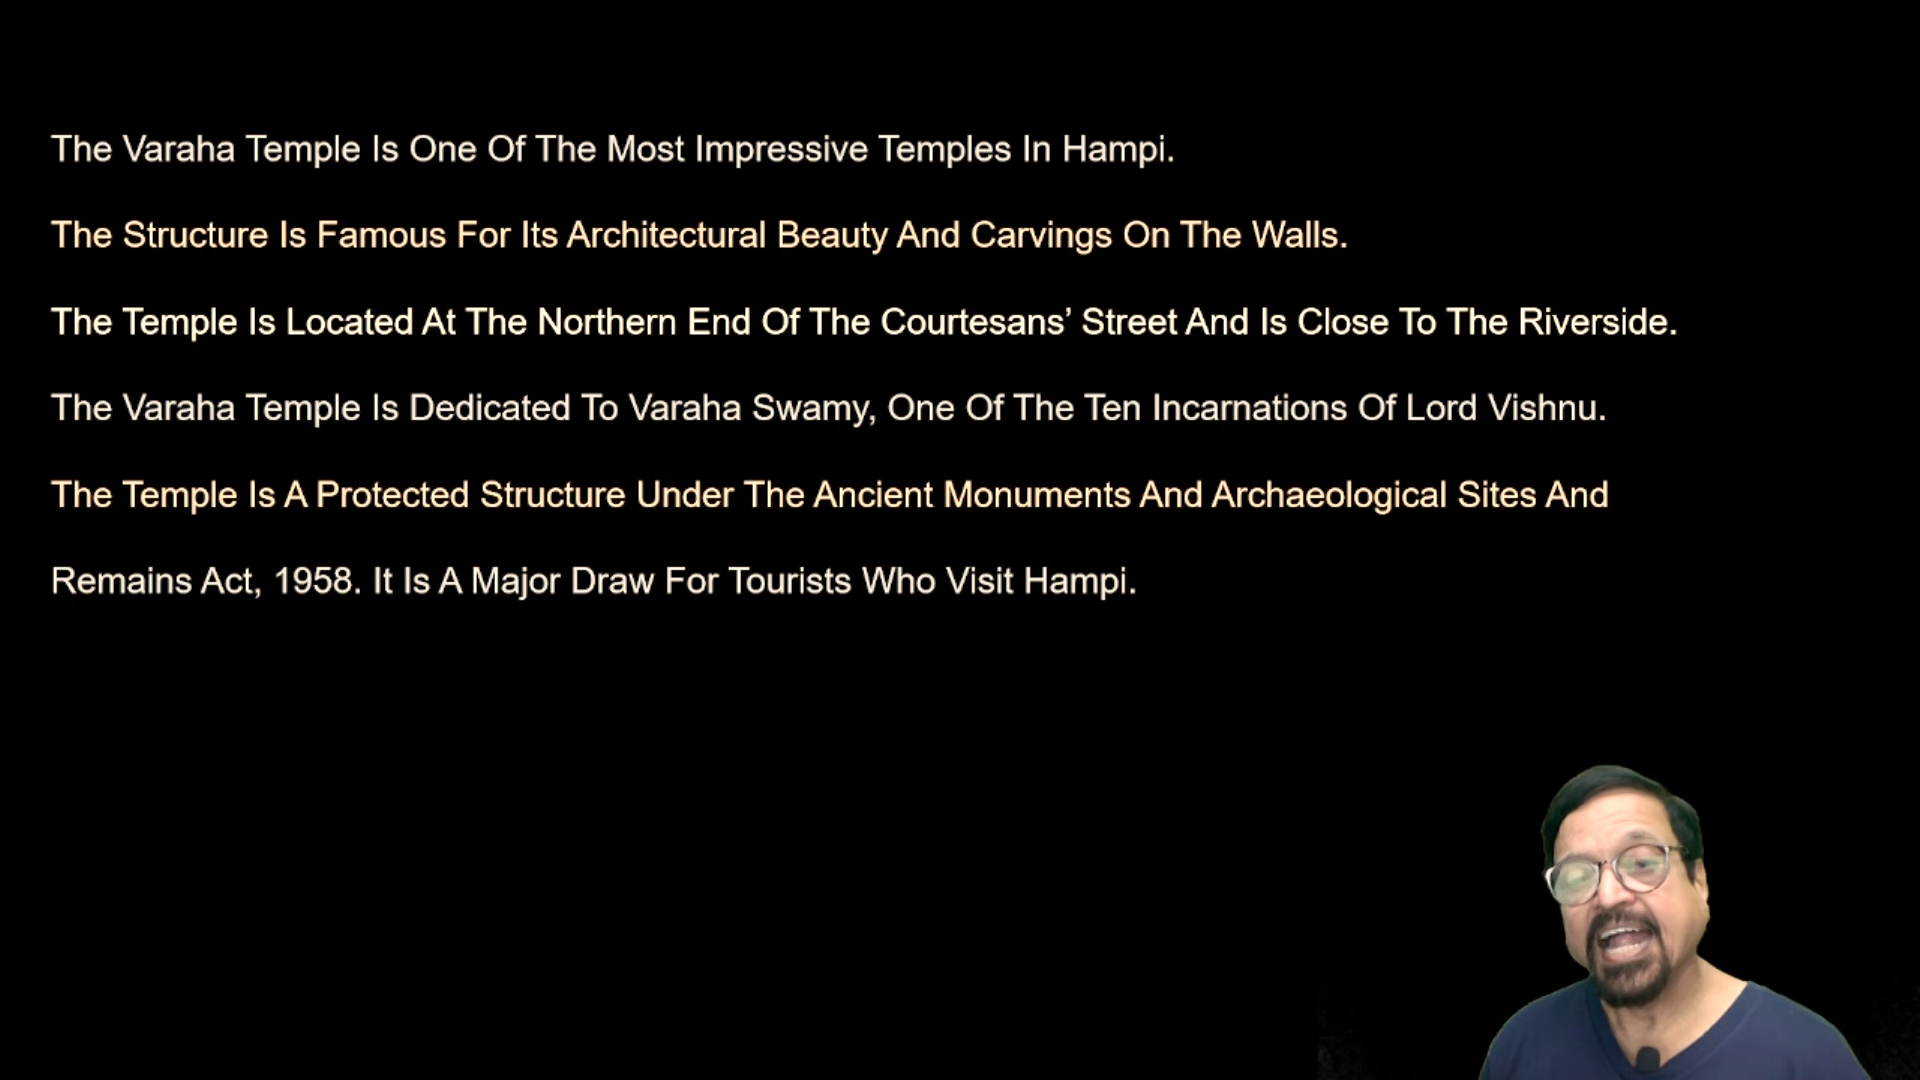 The Varaha Temple Is One Of The Most Impressive Temples In Hampi.
The Structure Is Famous For Its Architectural Beauty And Carvings On The Walls.
The Temple Is Located At The Northern End Of The Courtesans’ Street And Is Close To The Riverside.
The Varaha Temple Is Dedicated To Varaha Swamy, One Of The Ten Incarnations Of Lord Vishnu.
The Temple Is A Protected Structure Under The Ancient Monuments And Archaeological Sites And
Remains Act, 1958. It Is A Major Draw For Tourists Who Visit Hampi.